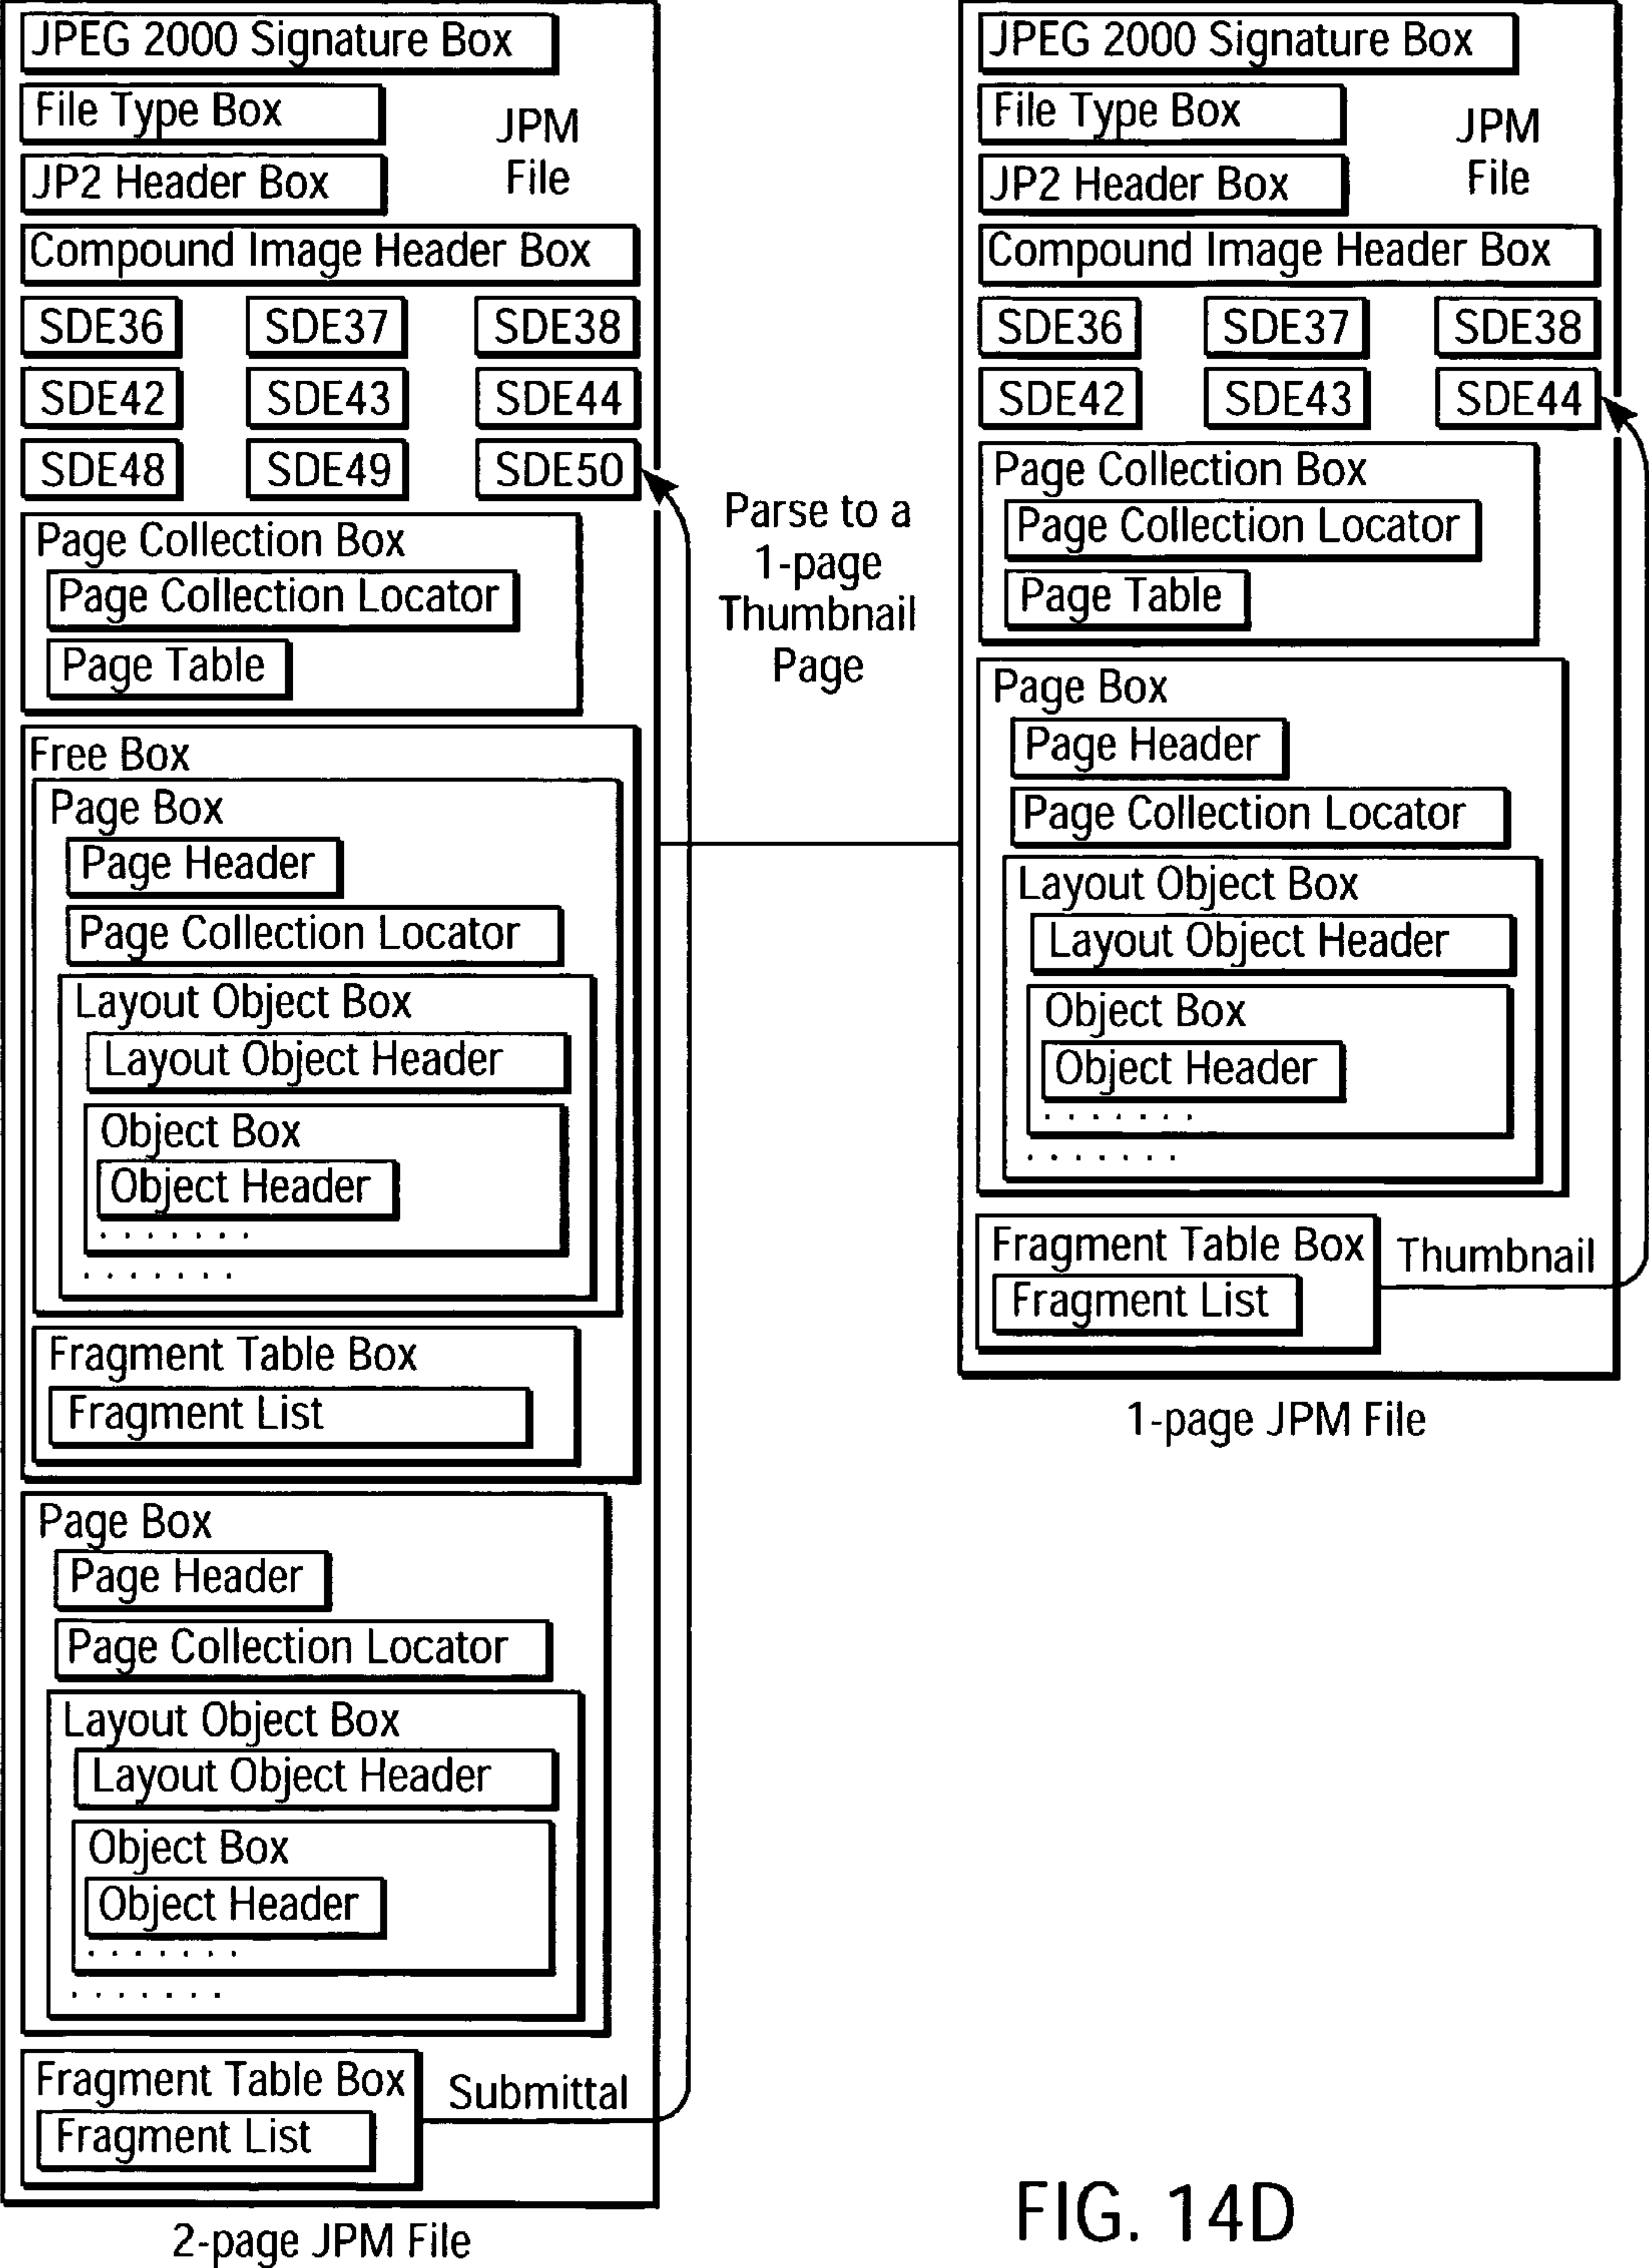 JPEG 2000 Signature Box
File Type Box
JPM
File
JP2 Header Box
Compound Image Header Box
SDE36 SDE37 SDE38
SDE42 SDE43 SDE44
SDE48 SDE49 SDE50
Page Collection Box
Page Collection Locator
Page Table
Free Box
Page Box
Page Header
Page Collection Locator
Layout Object Box
Layout Object Header
Object Box
Object Header
. . . . . . .
. . . . . . .
Fragment Table Box
Fragment List
Page Box
Page Header
Page Collection Locator
Layout Object Box
Layout Object Header
Object Box
Object Header
. . . . . . .
. . . . . . .
Fragment Table Box
Fragment List
Submittal
2-page JPM File
Parse to a
1-page
Thumbnail
Page
JPEG 2000 Signature Box
File Type Box
JPM
File
JP2 Header Box
Compound Image Header Box
SDE36 SDE37 SDE38
SDE42 SDE43 SDE44
Page Collection Box
Page Collection Locator
Page Table
Page Box
Page Header
Page Collection Locator
Layout Object Box
Layout Object Header
Object Box
Object Header
. . . . . . .
. . . . . . .
Fragment Table Box
Fragment List
Thumbnail
1-page JPM File
FIG. 14D